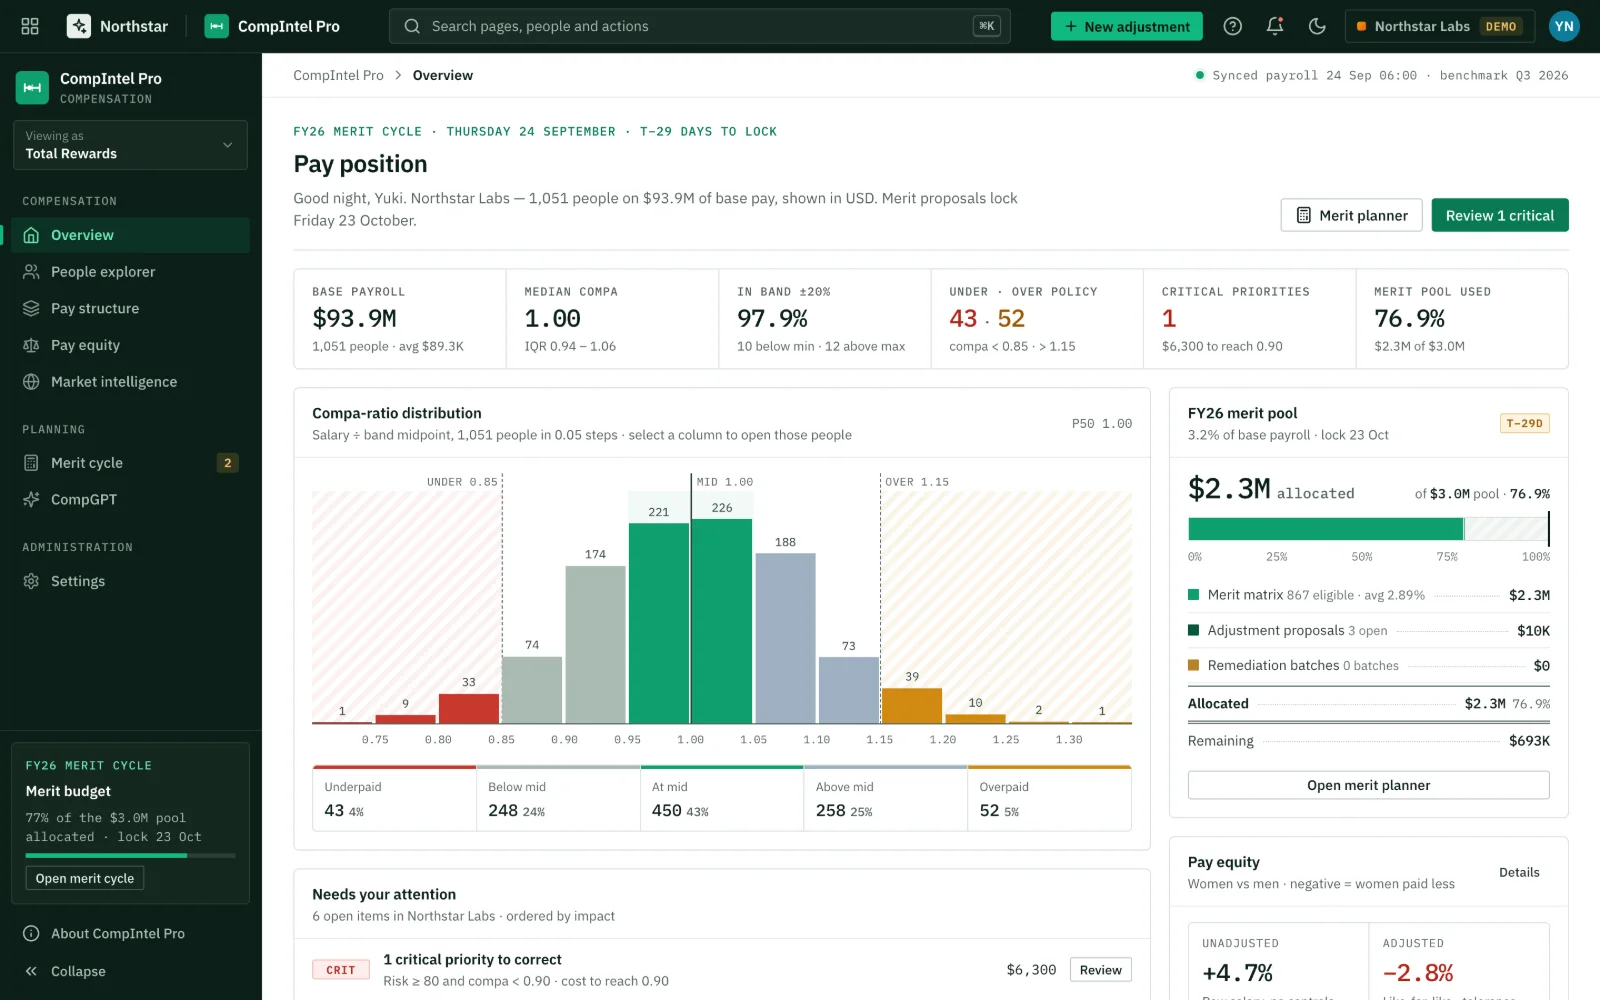 Northstar
CompIntel Pro
Search pages, people and actions
⌘K
+ New adjustment
Northstar Labs DEMO
YN
CompIntel Pro
COMPENSATION
Viewing as
Total Rewards
COMPENSATION
Overview
People explorer
Pay structure
Pay equity
Market intelligence
PLANNING
Merit cycle 2
CompGPT
ADMINISTRATION
Settings
FY26 MERIT CYCLE
Merit budget
77% of the $3.0M pool
allocated · lock 23 Oct
Open merit cycle
About CompIntel Pro
Collapse
CompIntel Pro > Overview
Synced payroll 24 Sep 06:00 · benchmark Q3 2026
FY26 MERIT CYCLE · THURSDAY 24 SEPTEMBER · T−29 DAYS TO LOCK
Pay position
Good night, Yuki. Northstar Labs — 1,051 people on $93.9M of base pay, shown in USD. Merit proposals lock
Friday 23 October.
Merit planner
Review 1 critical
BASE PAYROLL
$93.9M
1,051 people · avg $89.3K
MEDIAN COMPA
1.00
IQR 0.94 – 1.06
IN BAND ±20%
97.9%
10 below min · 12 above max
UNDER · OVER POLICY
43 · 52
compa < 0.85 · > 1.15
CRITICAL PRIORITIES
1
$6,300 to reach 0.90
MERIT POOL USED
76.9%
$2.3M of $3.0M
Compa-ratio distribution
Salary ÷ band midpoint, 1,051 people in 0.05 steps · select a column to open those people
P50 1.00
UNDER 0.85
MID 1.00
OVER 1.15
1 9 33 74 174 221 226 188 73 39 10 2 1
0.75 0.80 0.85 0.90 0.95 1.00 1.05 1.10 1.15 1.20 1.25 1.30
Underpaid
43 4%
Below mid
248 24%
At mid
450 43%
Above mid
258 25%
Overpaid
52 5%
Needs your attention
6 open items in Northstar Labs · ordered by impact
CRIT
1 critical priority to correct
Risk ≥ 80 and compa < 0.90 · cost to reach 0.90
$6,300
Review
FY26 merit pool
3.2% of base payroll · lock 23 Oct
T−29D
$2.3M allocated
of $3.0M pool · 76.9%
0% 25% 50% 75% 100%
Merit matrix 867 eligible · avg 2.89% $2.3M
Adjustment proposals 3 open $10K
Remediation batches 0 batches $0
Allocated $2.3M 76.9%
Remaining $693K
Open merit planner
Pay equity
Women vs men · negative = women paid less
Details
UNADJUSTED
+4.7%
ADJUSTED
−2.8%